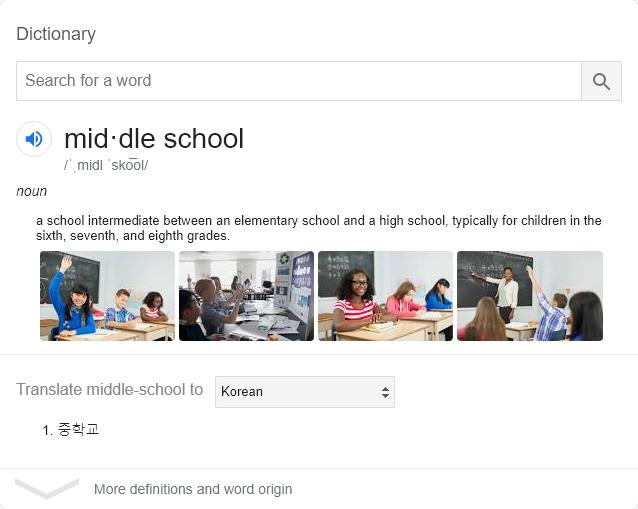 Dictionary
Search for a word
mid·dle school
/ˈˌmidl ˈsko͞ol/
noun
a school intermediate between an elementary school and a high school, typically for children in the
sixth, seventh, and eighth grades.
Translate middle-school to Korean
1. 중학교
More definitions and word origin